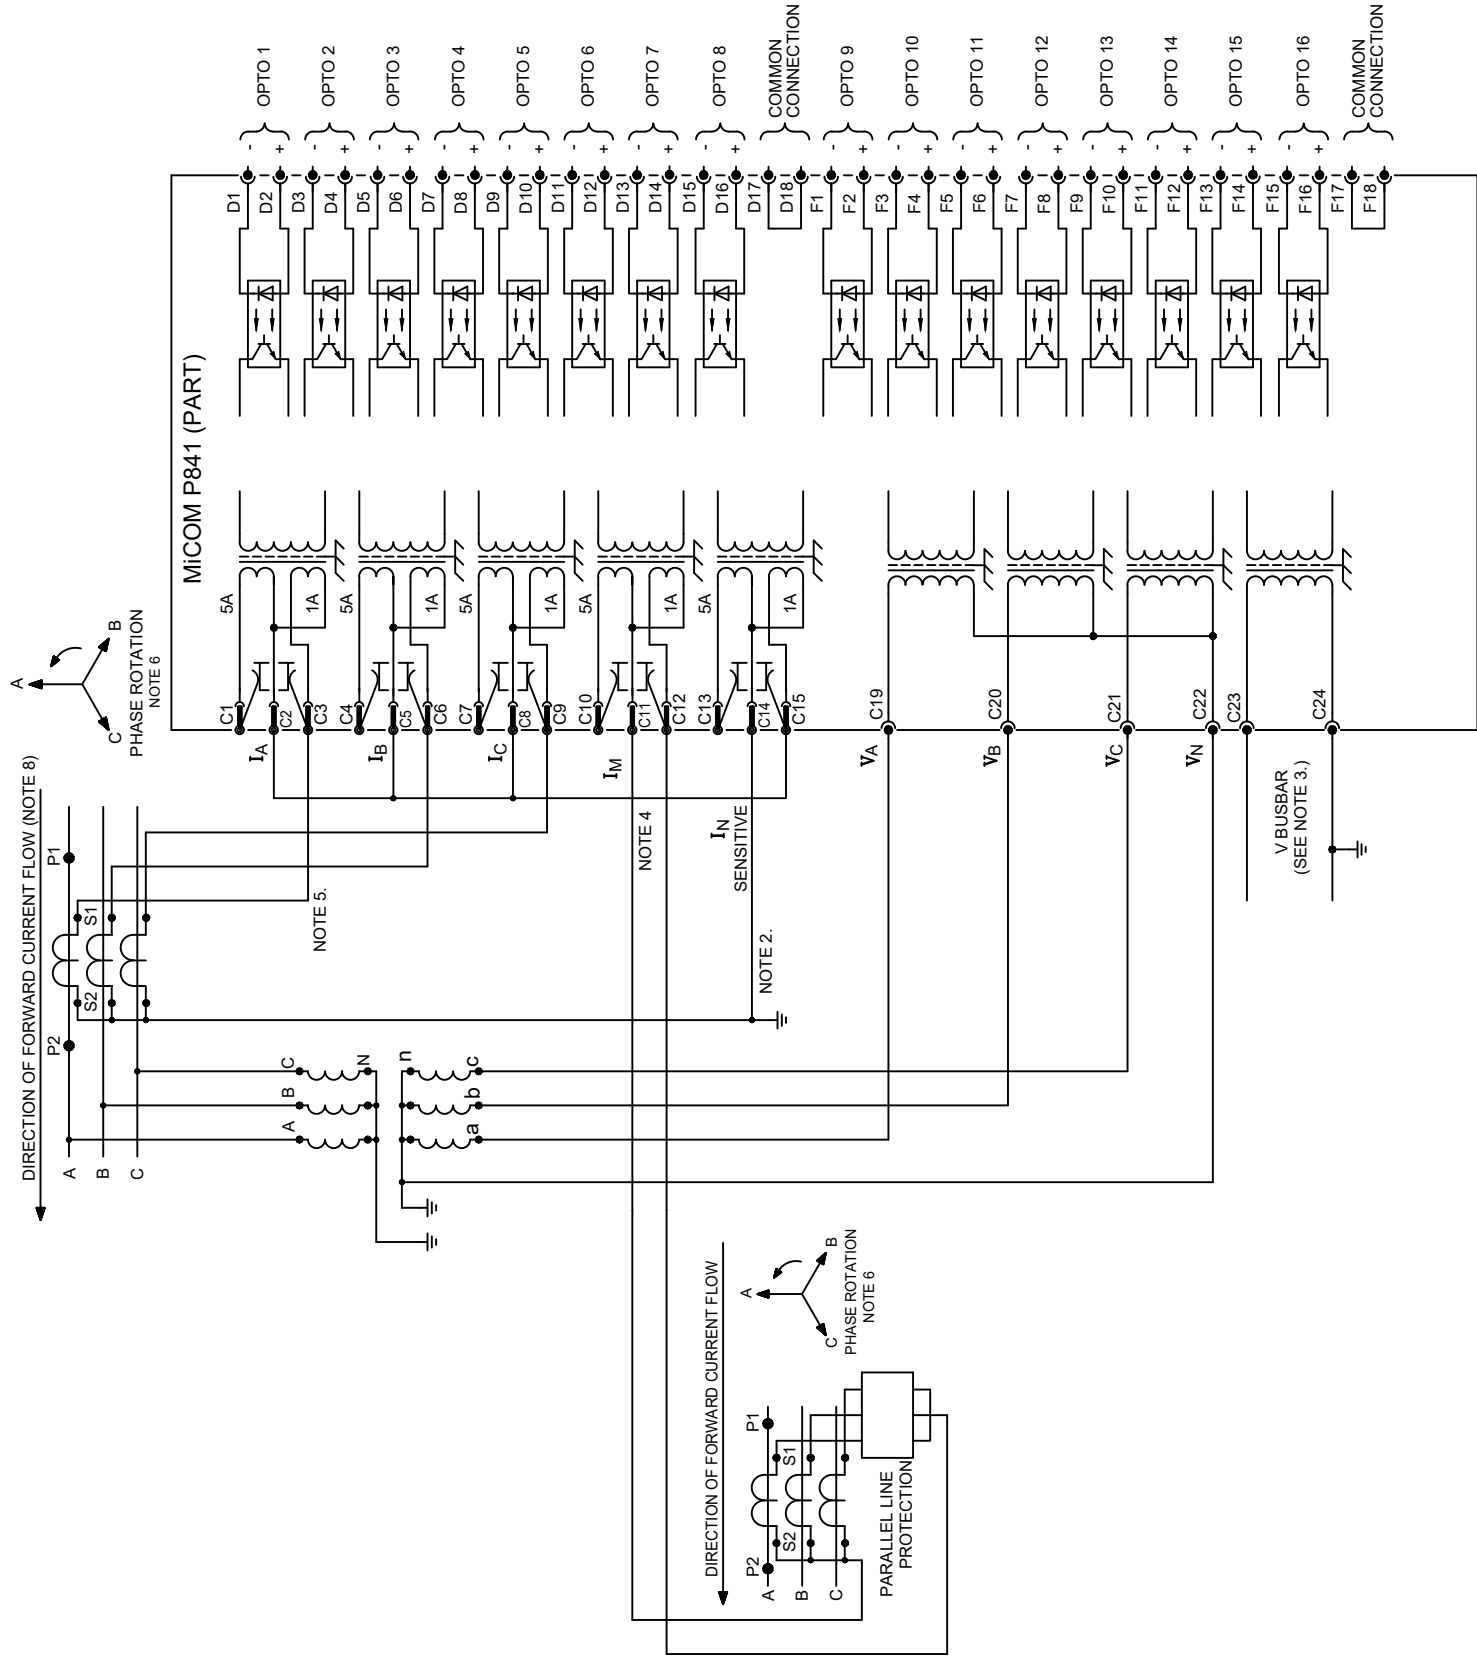 DIRECTION OF FORWARD CURRENT FLOW (NOTE 8)
A
B
C
PHASE ROTATION
NOTE 6
P2
P1
A
B
C
S2
S1
A
B
C
N
n
a
b
c
NOTE 5.
NOTE 4
NOTE 2.
DIRECTION OF FORWARD CURRENT FLOW
A
B
C
PHASE ROTATION
NOTE 6
P2
P1
A
B
C
S2
S1
PARALLEL LINE
PROTECTION
MiCOM P841 (PART)
IA
IB
IC
IM
IN
SENSITIVE
VA
VB
VC
VN
V BUSBAR
(SEE NOTE 3.)
C1
C2
C3
5A
1A
C4
C5
C6
5A
1A
C7
C8
C9
5A
1A
C10
C11
C12
5A
1A
C13
C14
C15
5A
1A
C19
C20
C21
C22
C23
C24
D1
D2
- +
OPTO 1
D3
D4
- +
OPTO 2
D5
D6
- +
OPTO 3
D7
D8
- +
OPTO 4
D9
D10
- +
OPTO 5
D11
D12
- +
OPTO 6
D13
D14
- +
OPTO 7
D15
D16
- +
OPTO 8
D17
D18
COMMON
CONNECTION
F1
F2
- +
OPTO 9
F3
F4
- +
OPTO 10
F5
F6
- +
OPTO 11
F7
F8
- +
OPTO 12
F9
F10
- +
OPTO 13
F11
F12
- +
OPTO 14
F13
F14
- +
OPTO 15
F15
F16
- +
OPTO 16
F17
F18
COMMON
CONNECTION